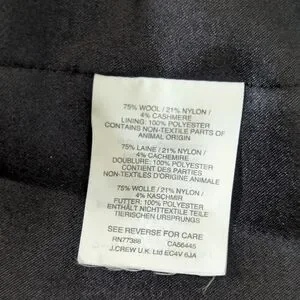 75% WOOL / 21% NYLON /
4% CASHMERE
LINING: 100% POLYESTER
CONTAINS NON-TEXTILE PARTS OF
ANIMAL ORIGIN
75% LAINE / 21% NYLON /
4% CACHEMIRE
DOUBLURE: 100% POLYESTER
CONTIENT DES PARTIES
NON-TEXTILES D'ORIGINE ANIMALE
75% WOLLE / 21% NYLON /
4% KASCHMIR
FUTTER: 100% POLYESTER
ENTHÄLT NICHTTEXTILE TEILE
TIERISCHEN URSPRUNGS
SEE REVERSE FOR CARE
RN77388 CA56445
J.CREW U.K. Ltd EC4V 6JA